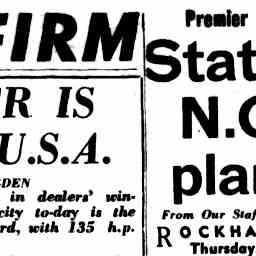 FIRM
R IS
U.S.A.
DEN
in dealers' win-
city to-day is the
rd, with 135 h.p.
Premier
Stat
N.C
plan
From Our Staf
ROCKHA
Thursday